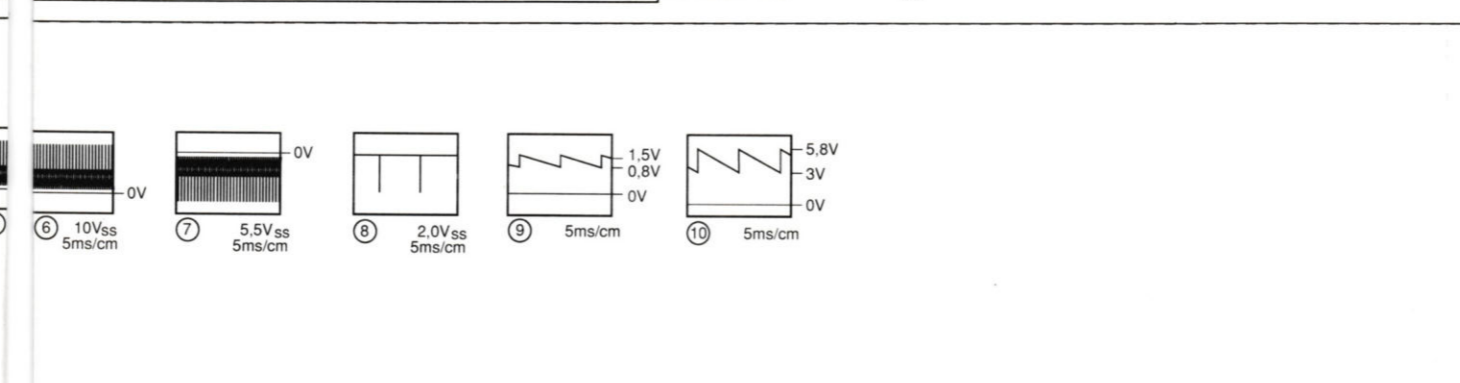 0V
⑥ 10Vss
5ms/cm
0V
⑦ 5,5Vss
5ms/cm
⑧ 2,0Vss
5ms/cm
1,5V
0,8V
0V
⑨ 5ms/cm
5,8V
3V
0V
⑩ 5ms/cm